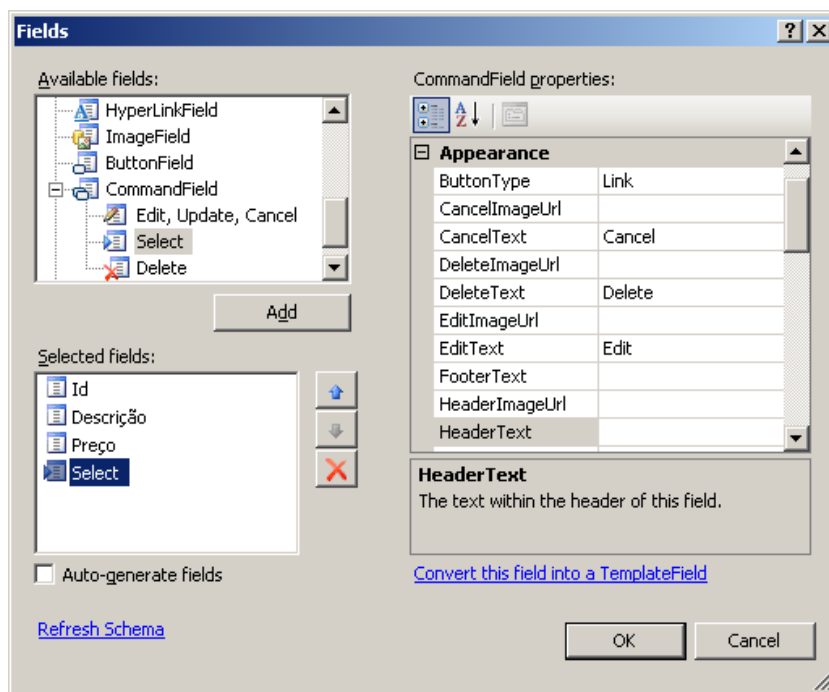 Fields
Available fields:
HyperLinkField
ImageField
ButtonField
CommandField
Edit, Update, Cancel
Select
Delete
Add
Selected fields:
Id
Descrição
Preço
Select
Auto-generate fields
Refresh Schema
CommandField properties:
Appearance
ButtonType Link
CancelImageUrl
CancelText Cancel
DeleteImageUrl
DeleteText Delete
EditImageUrl
EditText Edit
FooterText
HeaderImageUrl
HeaderText
HeaderText
The text within the header of this field.
Convert this field into a TemplateField
OK Cancel